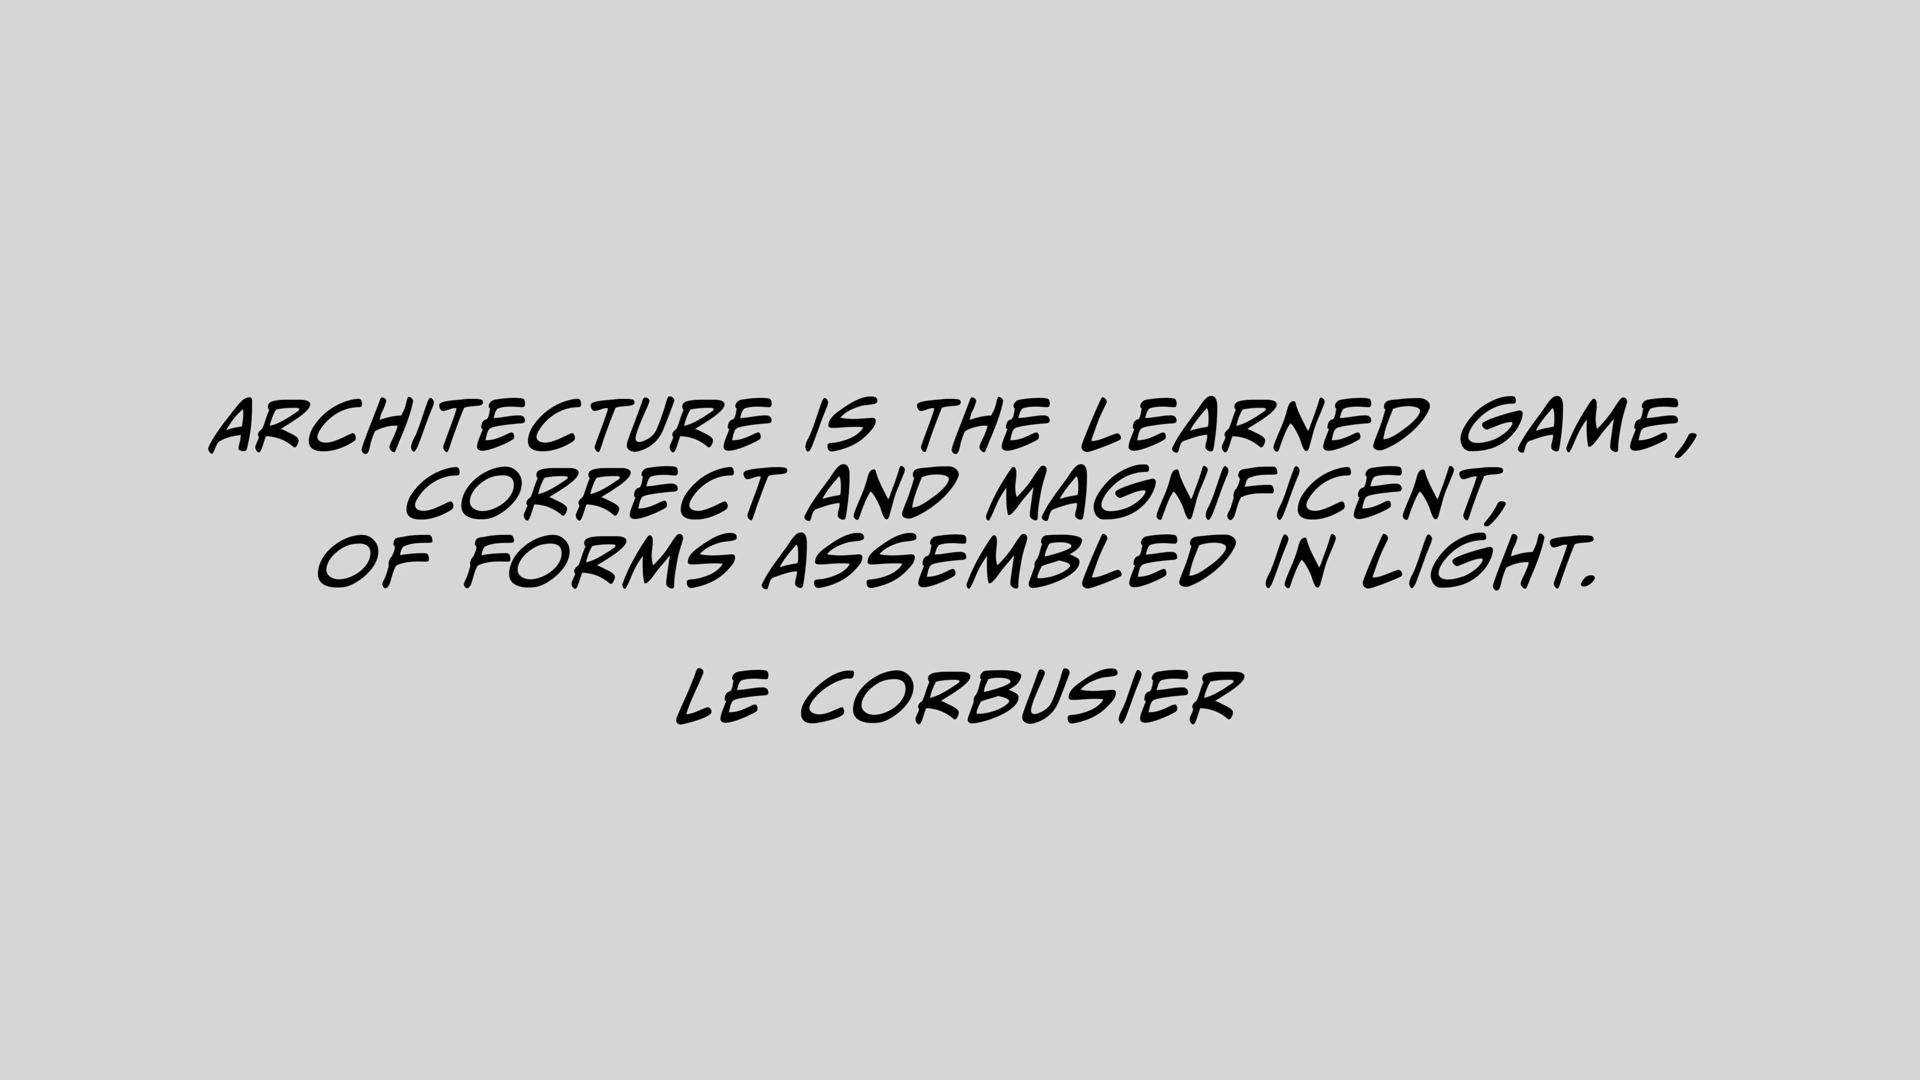 ARCHITECTURE IS THE LEARNED GAME,
CORRECT AND MAGNIFICENT,
OF FORMS ASSEMBLED IN LIGHT.
LE CORBUSIER